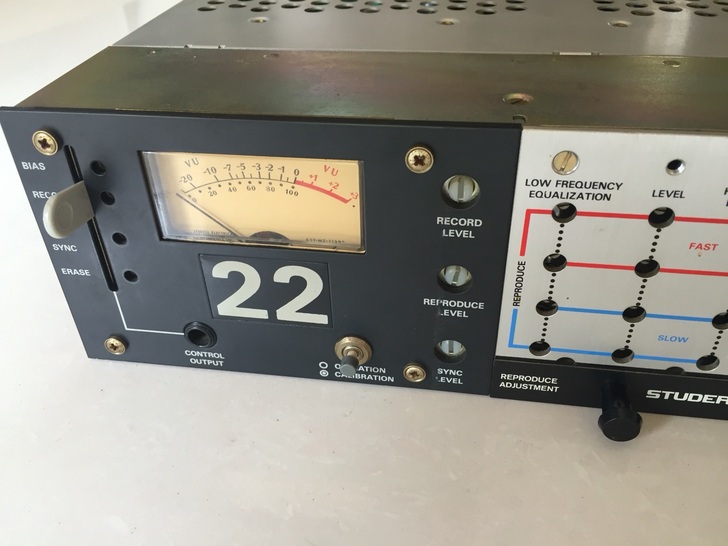 BIAS
SYNC
ERASE
VU
VU
-20 -10 -7 -5 -3 -2 -1 0 +1 +2 +3
0 20 40 60 80 100
22
CONTROL
OUTPUT
CALIBRATION
RECORD
LEVEL
REPRODUCE
LEVEL
SYNC
LEVEL
LOW FREQUENCY
EQUALIZATION
LEVEL
REPRODUCE
FAST
SLOW
REPRODUCE
ADJUSTMENT
STUDER